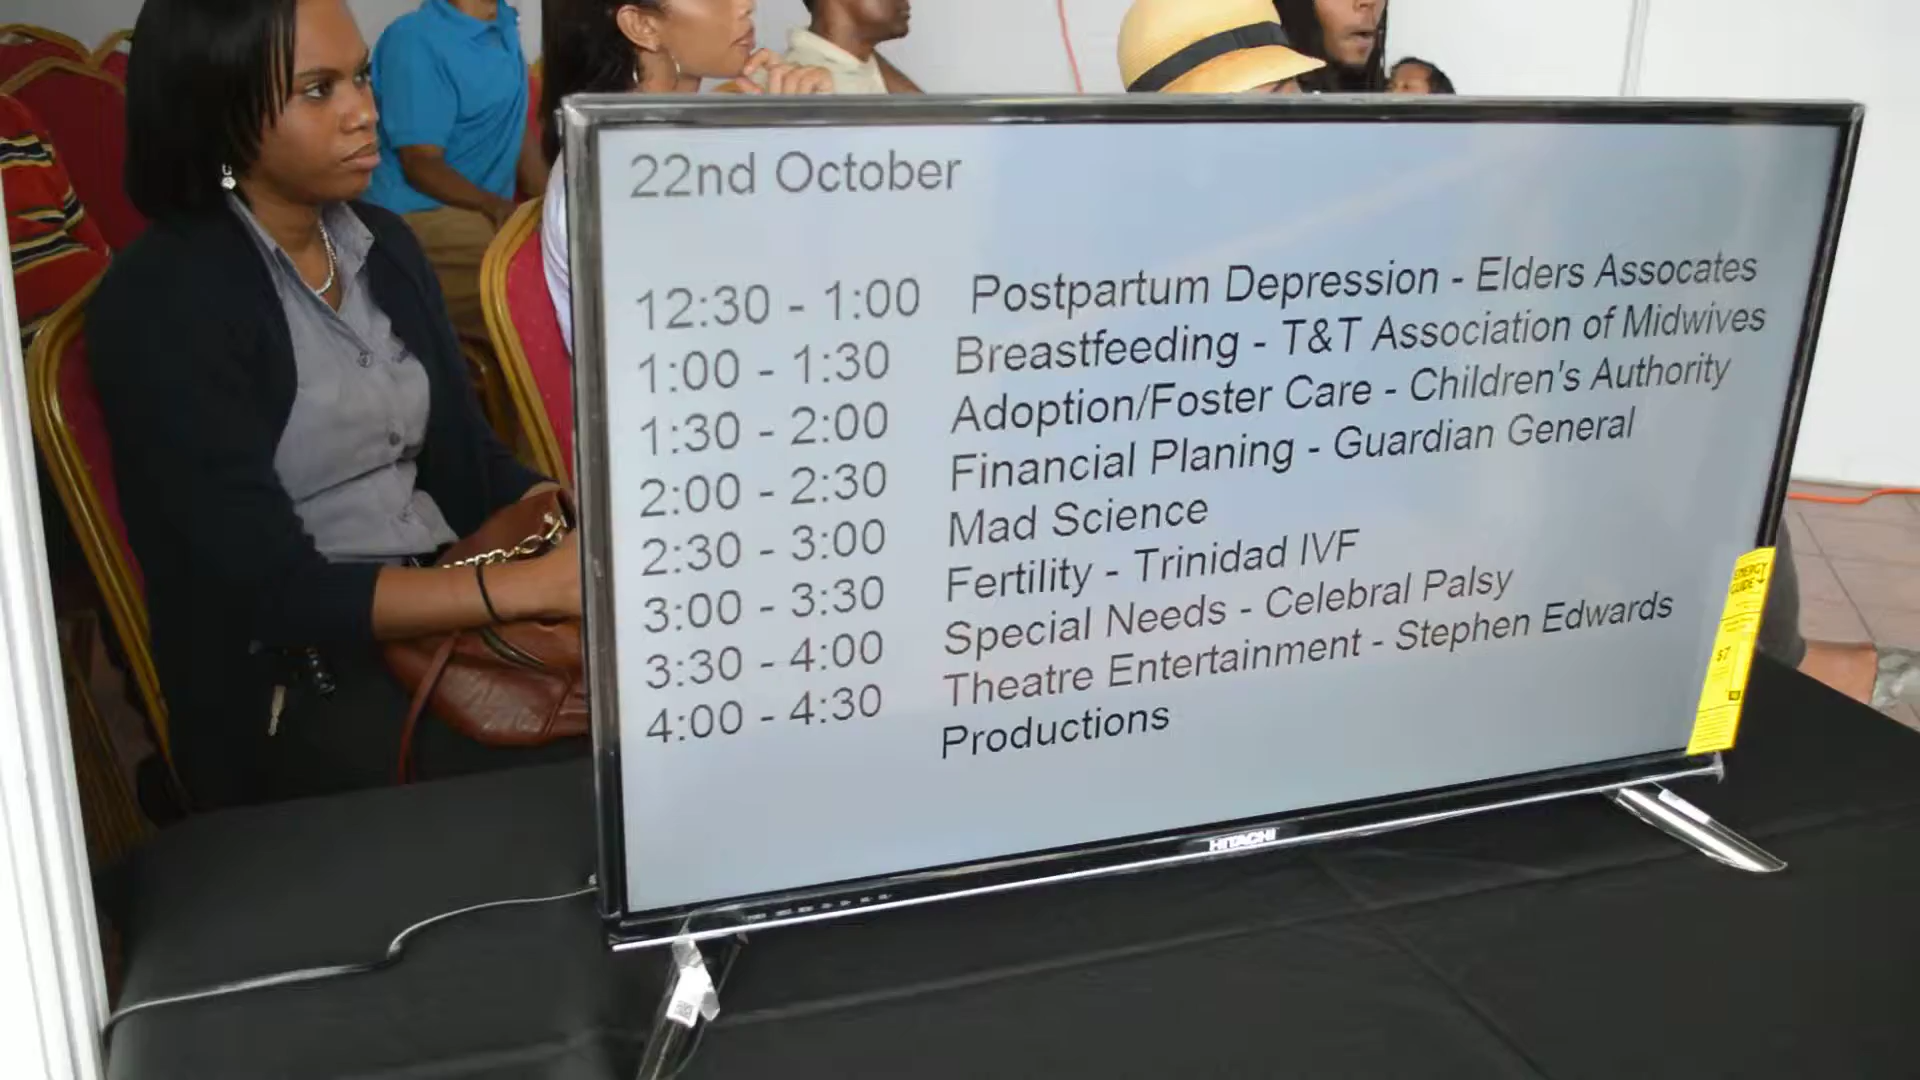 22nd October
12:30 - 1:00 Postpartum Depression - Elders Assocates
1:00 - 1:30 Breastfeeding - T&T Association of Midwives
1:30 - 2:00 Adoption/Foster Care - Children's Authority
2:00 - 2:30 Financial Planing - Guardian General
2:30 - 3:00 Mad Science
3:00 - 3:30 Fertility - Trinidad IVF
3:30 - 4:00 Special Needs - Celebral Palsy
4:00 - 4:30 Theatre Entertainment - Stephen Edwards
Productions
HITACHI
ENERGY
GUIDE